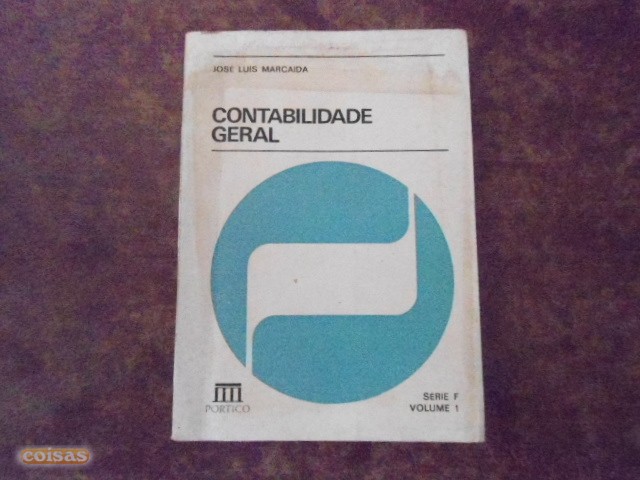 JOSE LUIS MARCAIDA
CONTABILIDADE
GERAL
PORTICO
SERIE F
VOLUME 1
coisas